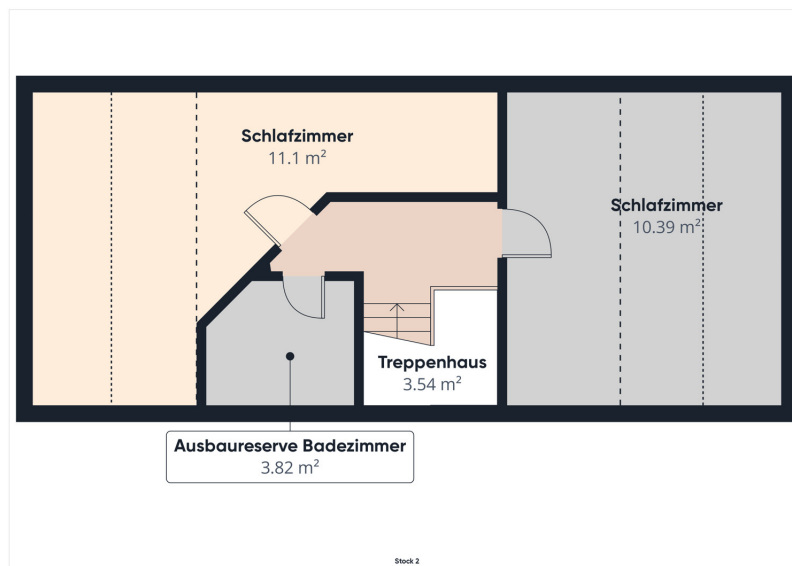 Schlafzimmer
11.1 m²
Schlafzimmer
10.39 m²
Treppenhaus
3.54 m²
Ausbaureserve Badezimmer
3.82 m²
Stock 2